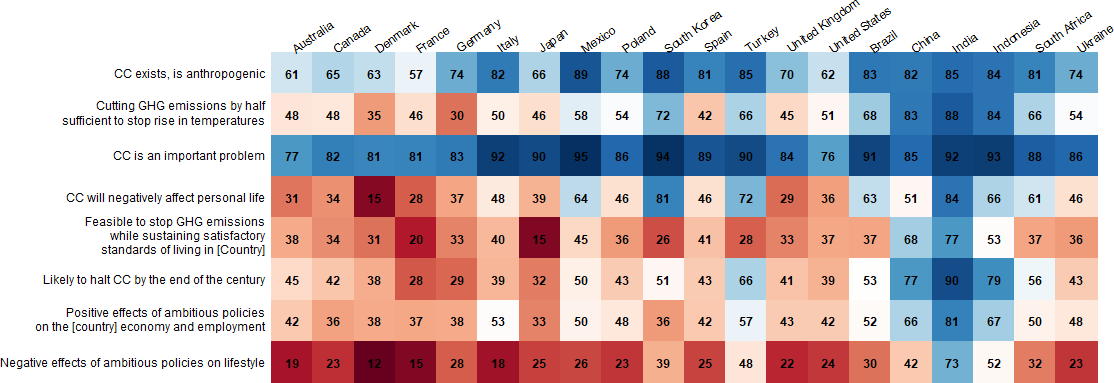 Australia Canada Denmark France Germany Italy Japan Mexico Poland South Korea Spain Turkey United Kingdom United States Brazil China India Indonesia South Africa Ukraine
CC exists, is anthropogenic 61 65 63 57 74 82 66 89 74 88 81 85 70 62 83 82 85 84 81 74
Cutting GHG emissions by half
sufficient to stop rise in temperatures 48 48 35 46 30 50 46 58 54 72 42 66 45 51 68 83 88 84 66 54
CC is an important problem 77 82 81 81 83 92 90 95 86 94 89 90 84 76 91 85 92 93 88 86
CC will negatively affect personal life 31 34 15 28 37 48 39 64 46 81 46 72 29 36 63 51 84 66 61 46
Feasible to stop GHG emissions
while sustaining satisfactory 38 34 31 20 33 40 15 45 36 26 41 28 33 37 37 68 77 53 37 36
standards of living in [Country]
Likely to half CC by the end of the century 45 42 38 28 29 39 32 50 43 51 43 66 41 39 53 77 90 79 56 43
Positive effects of ambitious policies
on the [country] economy and employment 42 36 38 37 38 53 33 50 48 36 42 57 43 42 52 66 81 67 50 48
Negative effects of ambitious policies on lifestyle 19 23 12 15 28 18 25 26 23 39 25 48 22 24 30 42 73 52 32 23